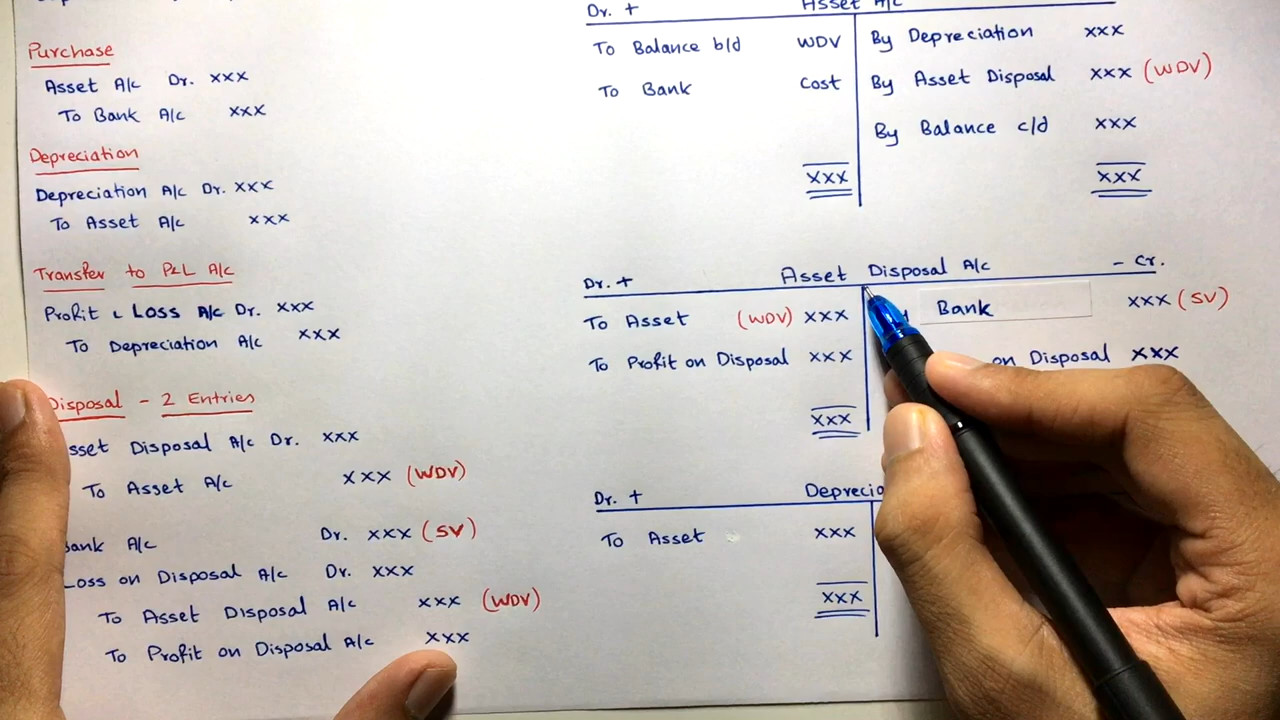 Purchase
Asset A/c Dr. xxx
To Bank A/c xxx
Depreciation
Depreciation A/c Dr. xxx
To Asset A/c xxx
Transfer to P&L A/c
Profit & Loss A/c Dr. xxx
To Depreciation A/c xxx
Disposal - 2 Entries
sset Disposal A/c Dr. xxx
To Asset A/c xxx (WDV)
Bank A/c Dr. xxx (SV)
Loss on Disposal A/c Dr. xxx
To Asset Disposal A/c xxx (WDV)
To Profit on Disposal A/c xxx
Dr. + Asset A/c
To Balance b/d WDV By Depreciation xxx
To Bank Cost By Asset Disposal xxx (WDV)
By Balance c/d xxx
xxx xxx
Dr. + Asset Disposal A/c - Cr.
To Asset (WDV) xxx Bank xxx (SV)
To Profit on Disposal xxx on Disposal xxx
xxx
Dr. + Deprecia
To Asset xxx
xxx